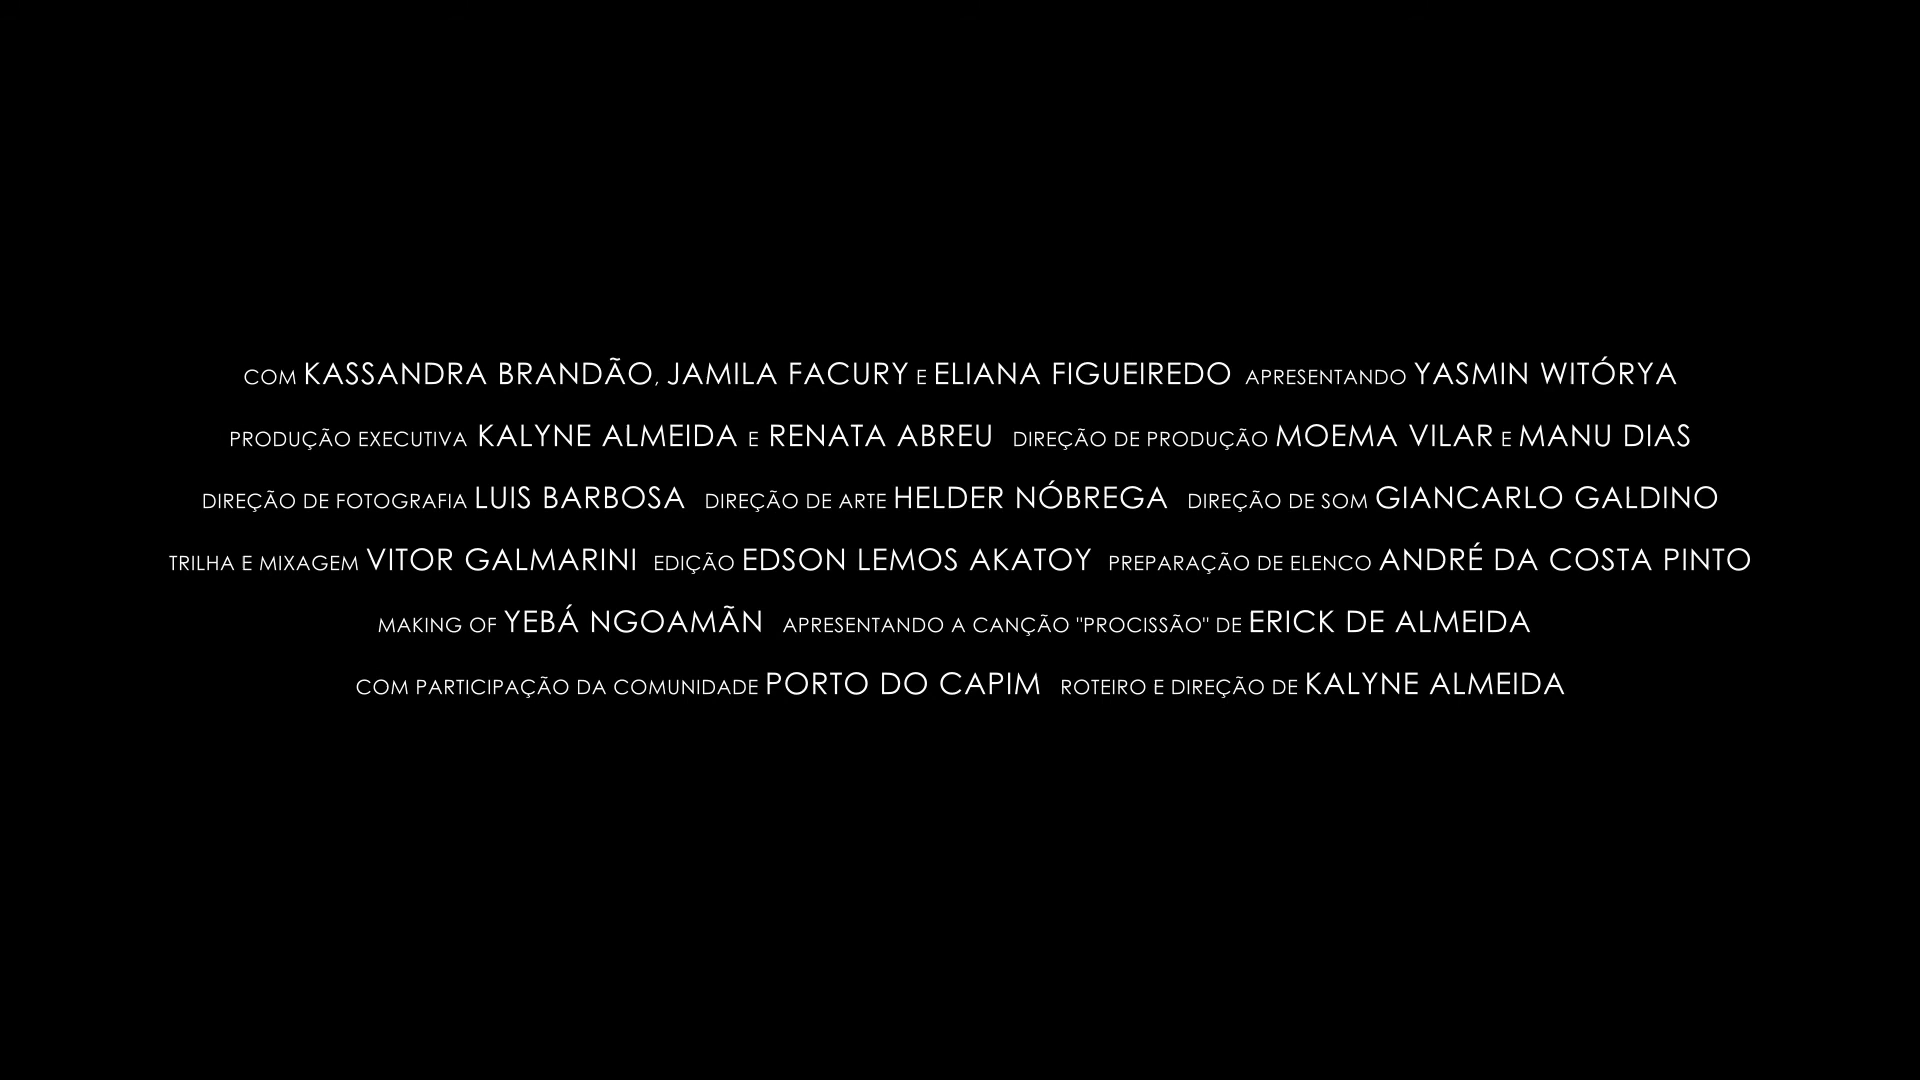 COM KASSANDRA BRANDÃO, JAMILA FACURY E ELIANA FIGUEIREDO APRESENTANDO YASMIN WITÓRYA
PRODUÇÃO EXECUTIVA KALYNE ALMEIDA E RENATA ABREU DIREÇÃO DE PRODUÇÃO MOEMA VILAR E MANU DIAS
DIREÇÃO DE FOTOGRAFIA LUIS BARBOSA DIREÇÃO DE ARTE HELDER NÓBREGA DIREÇÃO DE SOM GIANCARLO GALDINO
TRILHA E MIXAGEM VITOR GALMARINI EDIÇÃO EDSON LEMOS AKATOY PREPARAÇÃO DE ELENCO ANDRÉ DA COSTA PINTO
MAKING OF YEBÁ NGOAMÃN APRESENTANDO A CANÇÃO "PROCISSÃO" DE ERICK DE ALMEIDA
COM PARTICIPAÇÃO DA COMUNIDADE PORTO DO CAPIM ROTEIRO E DIREÇÃO DE KALYNE ALMEIDA